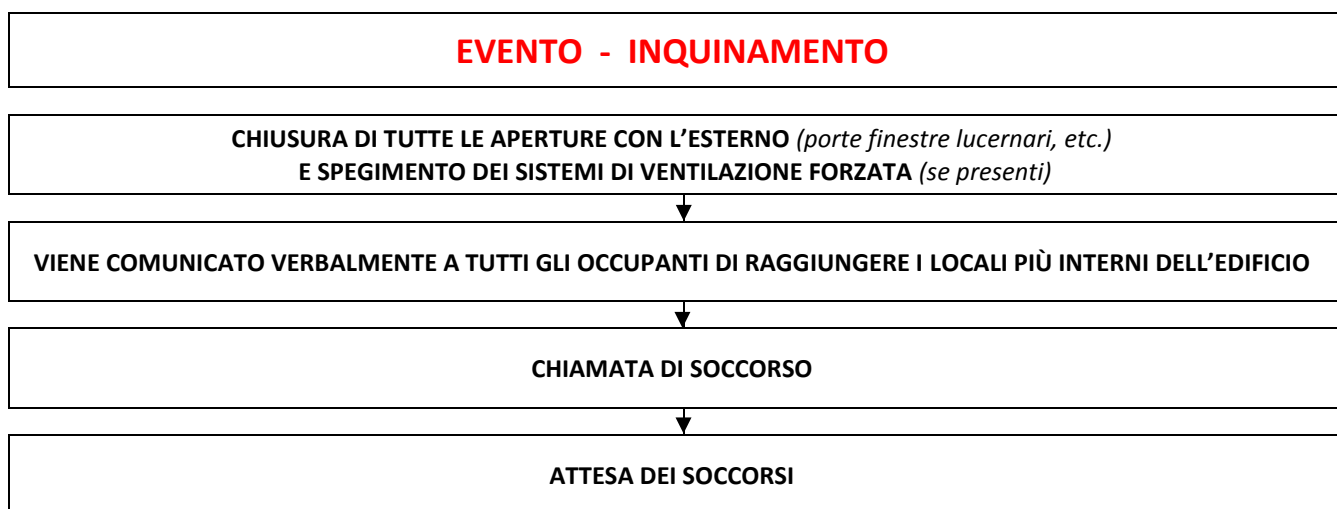 EVENTO - INQUINAMENTO
CHIUSURA DI TUTTE LE APERTURE CON L’ESTERNO (porte finestre lucernari, etc.)
E SPEGIMENTO DEI SISTEMI DI VENTILAZIONE FORZATA (se presenti)
VIENE COMUNICATO VERBALMENTE A TUTTI GLI OCCUPANTI DI RAGGIUNGERE I LOCALI PIÙ INTERNI DELL’EDIFICIO
CHIAMATA DI SOCCORSO
ATTESA DEI SOCCORSI